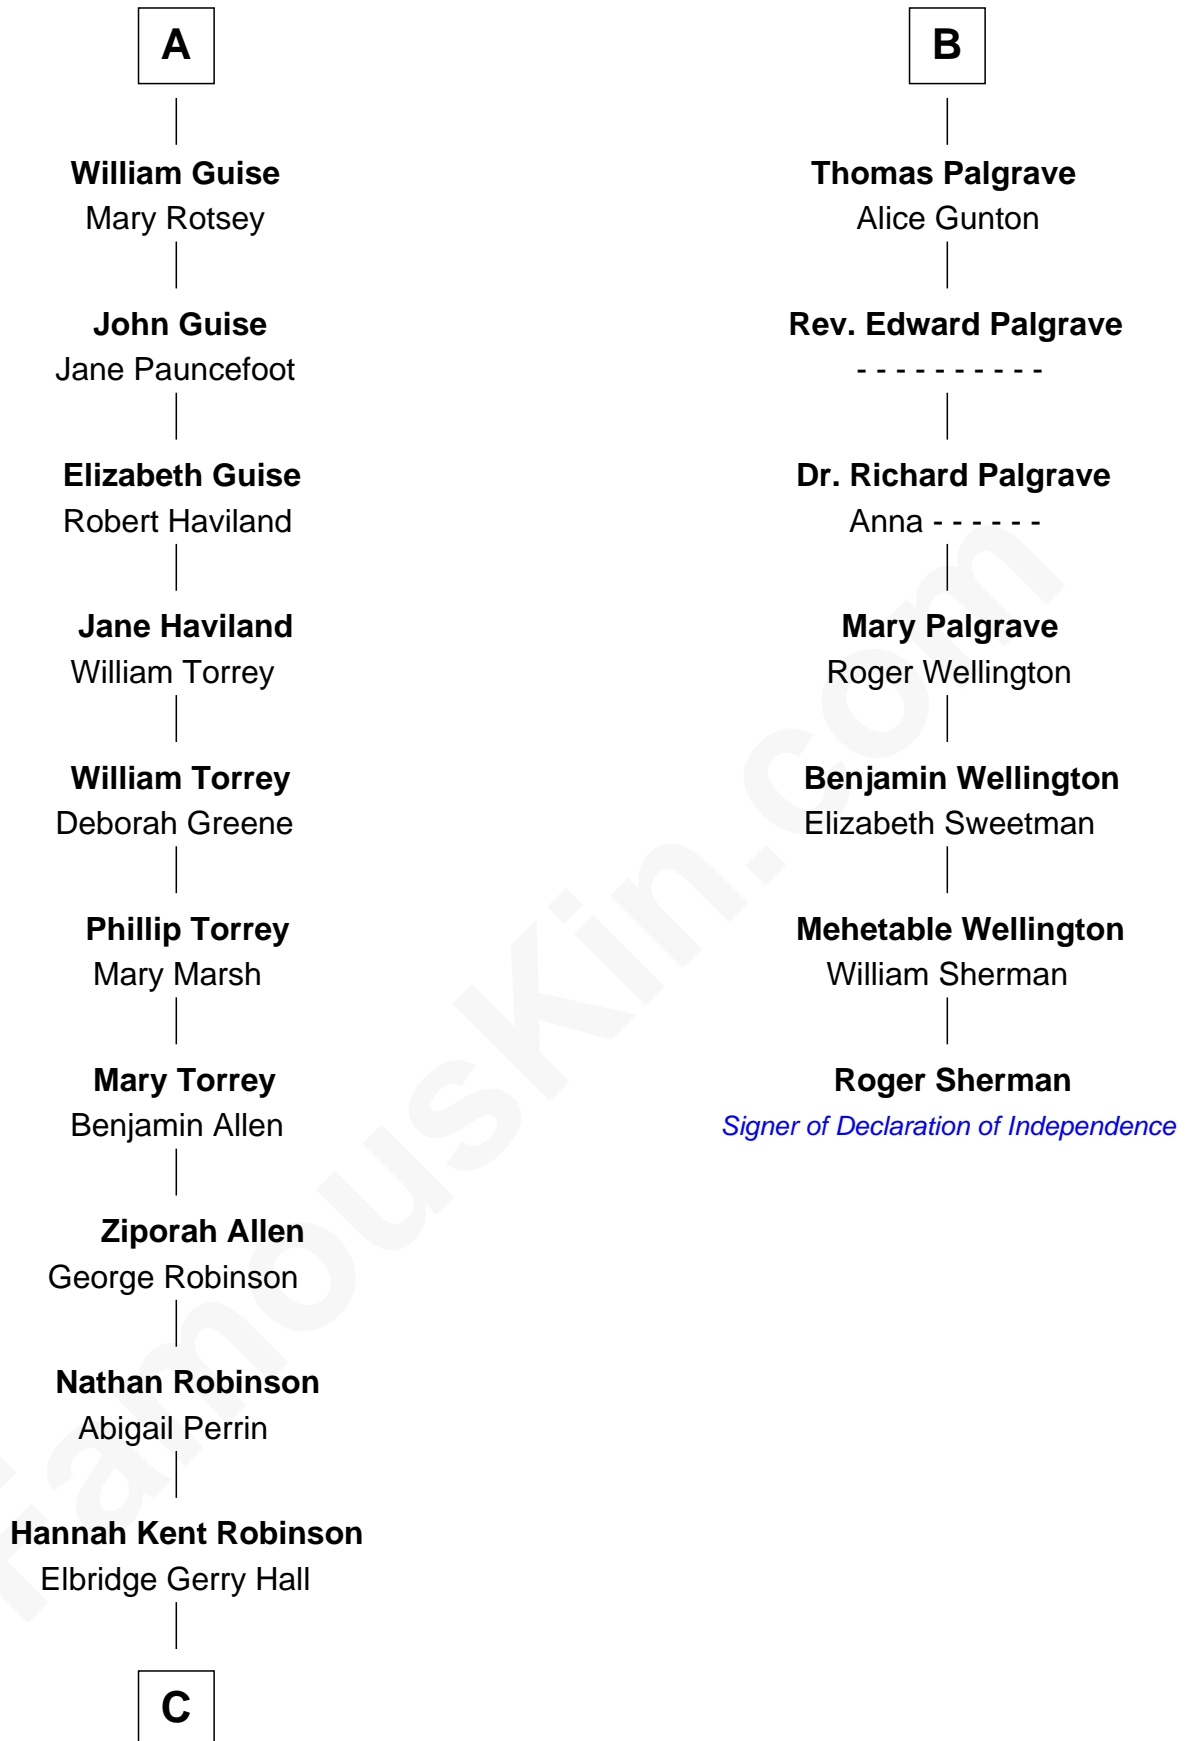 A
William Guise
Mary Rotsey
John Guise
Jane Pauncefoot
Elizabeth Guise
Robert Haviland
Jane Haviland
William Torrey
William Torrey
Deborah Greene
Phillip Torrey
Mary Marsh
Mary Torrey
Benjamin Allen
Ziporah Allen
George Robinson
Nathan Robinson
Abigail Perrin
Hannah Kent Robinson
Elbridge Gerry Hall
C
B
Thomas Palgrave
Alice Gunton
Rev. Edward Palgrave
- - - - - - - - - -
Dr. Richard Palgrave
Anna - - - - - -
Mary Palgrave
Roger Wellington
Benjamin Wellington
Elizabeth Sweetman
Mehetable Wellington
William Sherman
Roger Sherman
Signer of Declaration of Independence
FamousKin.com